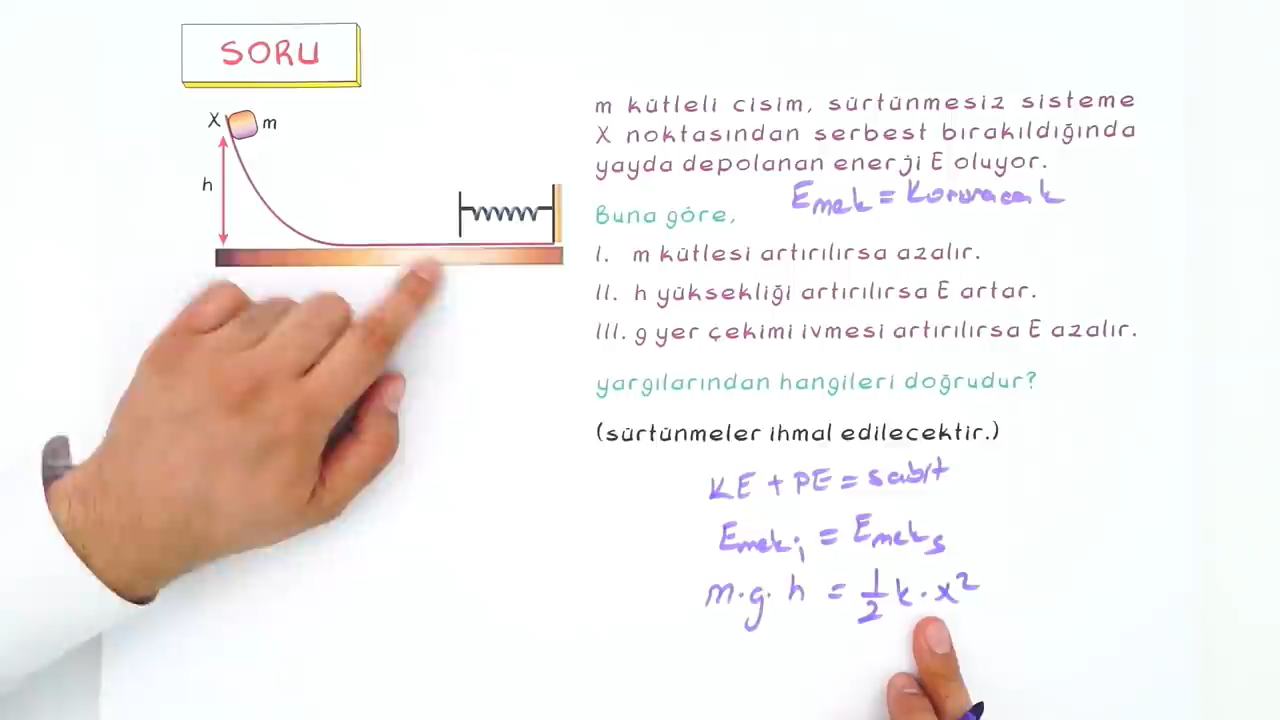 SORU
X m
h
m kütleli cisim, sürtünmesiz sisteme
X noktasından serbest bırakıldığında
yayda depolanan enerji E oluyor.
Emek = Korunacak
Buna göre,
I. m kütlesi artırılırsa azalır.
II. h yüksekliği artırılırsa E artar.
III. g yer çekimi ivmesi artırılırsa E azalır.
yargılarından hangileri doğrudur?
(sürtünmeler ihmal edilecektir.)
KE + PE = sabit
Emek i = Emek s
m·g·h = 1/2 k·x²